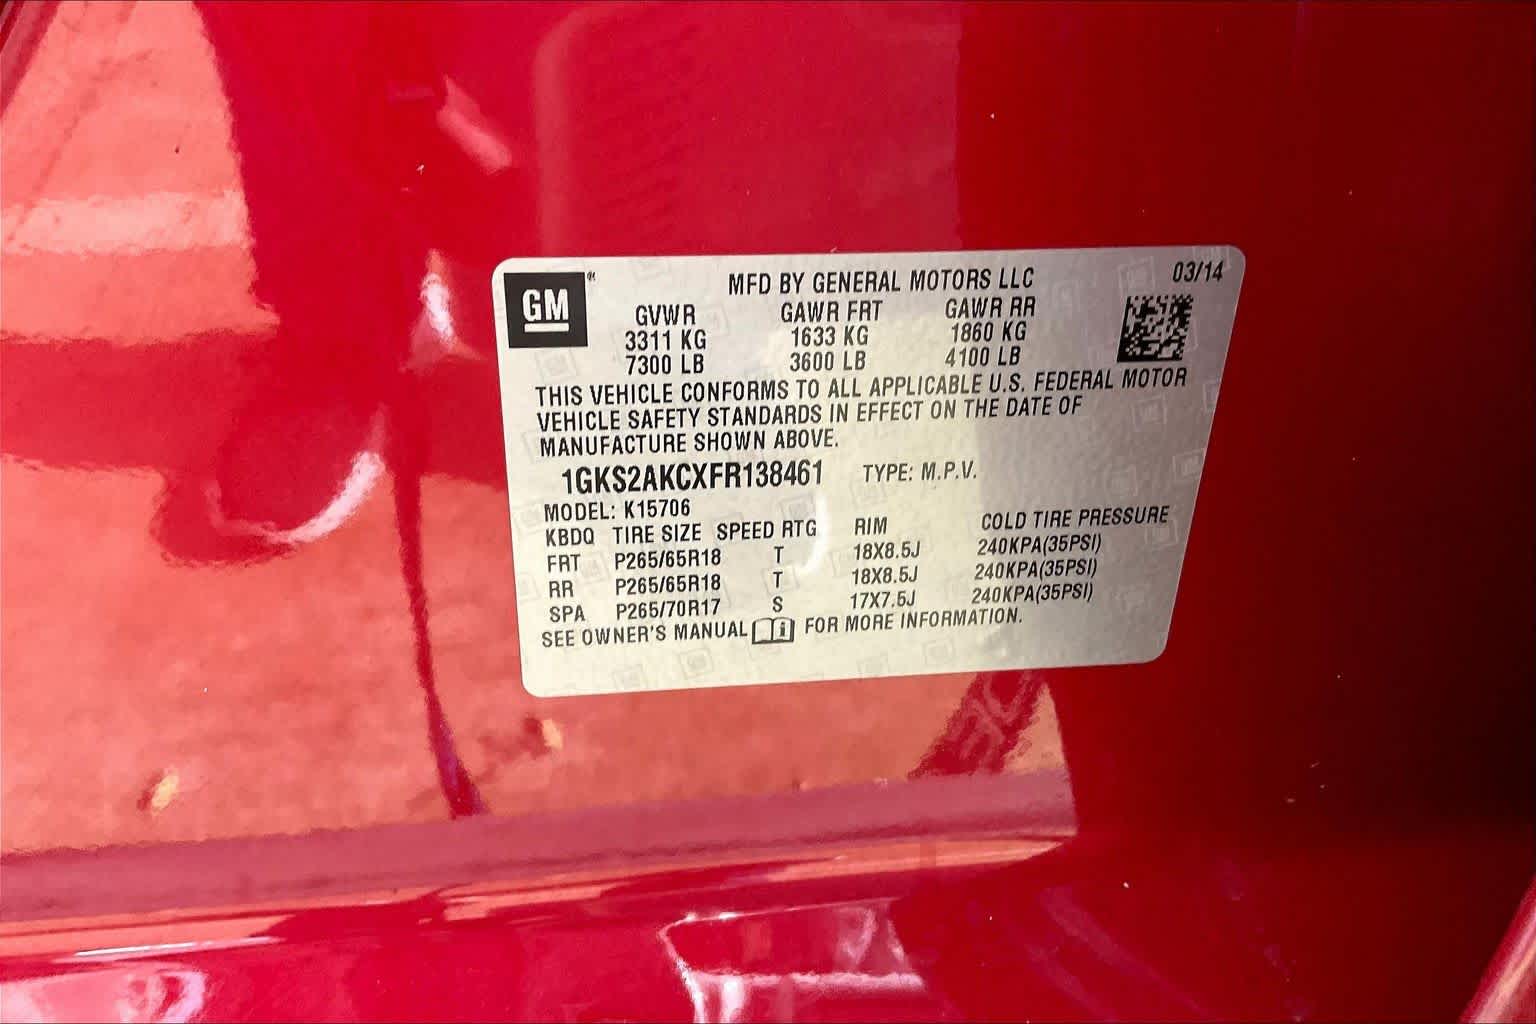 GM ® MFD BY GENERAL MOTORS LLC 03/14
GVWR GAWR FRT GAWR RR
3311 KG 1633 KG 1860 KG
7300 LB 3600 LB 4100 LB
THIS VEHICLE CONFORMS TO ALL APPLICABLE U.S. FEDERAL MOTOR
VEHICLE SAFETY STANDARDS IN EFFECT ON THE DATE OF
MANUFACTURE SHOWN ABOVE.
1GKS2AKCXFR138461 TYPE: M.P.V.
MODEL: K15706
KBDQ TIRE SIZE SPEED RTG RIM COLD TIRE PRESSURE
FRT P265/65R18 T 18X8.5J 240KPA(35PSI)
RR P265/65R18 T 18X8.5J 240KPA(35PSI)
SPA P265/70R17 S 17X7.5J 240KPA(35PSI)
SEE OWNER'S MANUAL FOR MORE INFORMATION.